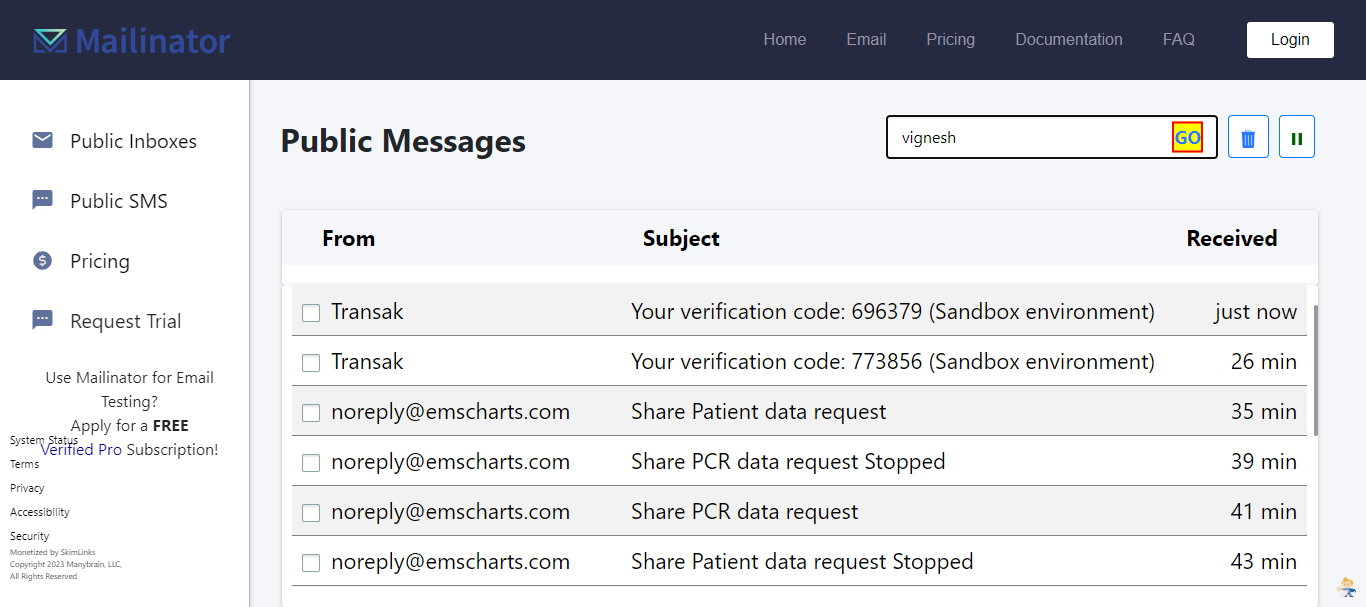 Mailinator
Home Email Pricing Documentation FAQ Login
Public Inboxes
Public SMS
Pricing
Request Trial
Use Mailinator for Email
Testing?
Apply for a FREE
Verified Pro Subscription!
System Status
Terms
Privacy
Accessibility
Security
Monetized by SkimLinks
Copyright 2023 Manybrain, LLC,
All Rights Reserved
Public Messages
vignesh GO
From Subject Received
Transak Your verification code: 696379 (Sandbox environment) just now
Transak Your verification code: 773856 (Sandbox environment) 26 min
noreply@emscharts.com Share Patient data request 35 min
noreply@emscharts.com Share PCR data request Stopped 39 min
noreply@emscharts.com Share PCR data request 41 min
noreply@emscharts.com Share Patient data request Stopped 43 min